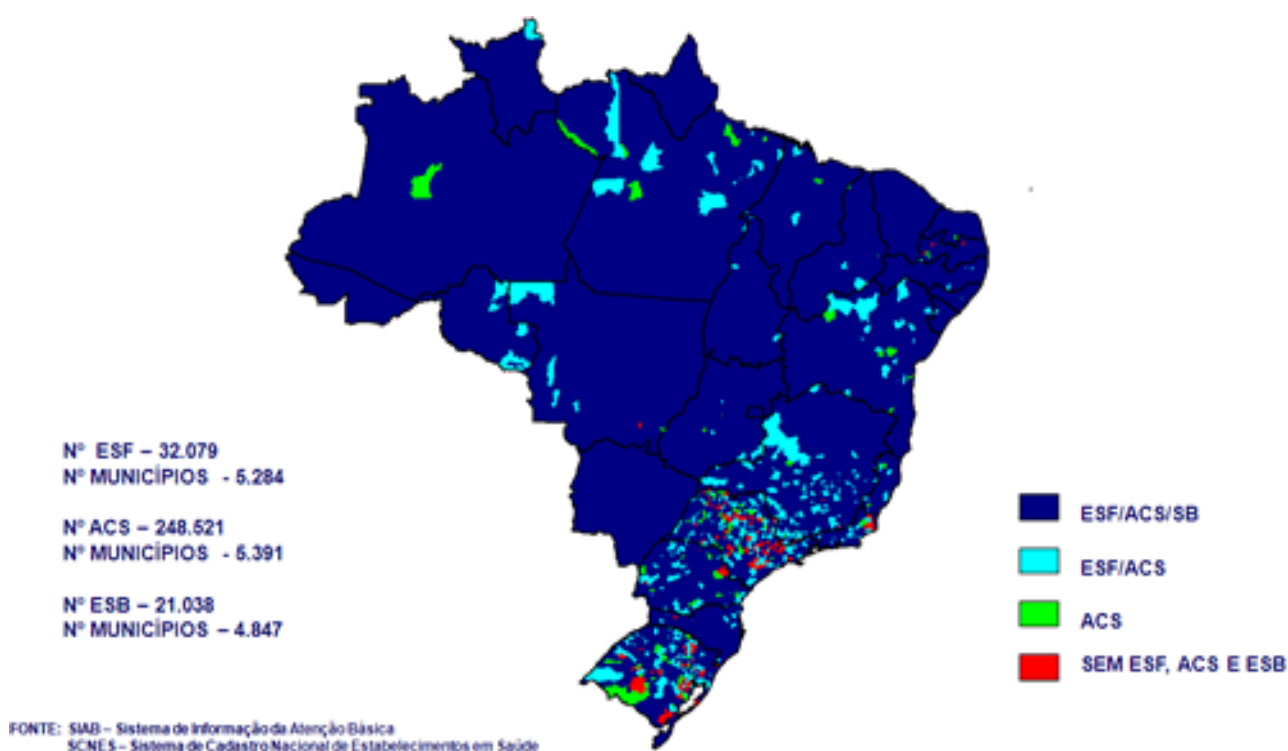 Nº ESF – 32.079
Nº MUNICÍPIOS - 5.284
Nº ACS – 248.521
Nº MUNICÍPIOS - 5.391
Nº ESB – 21.038
Nº MUNICÍPIOS – 4.847
ESF/ACS/SB
ESF/ACS
ACS
SEM ESF, ACS E ESB
FONTE: SIAB – Sistema de Informação da Atenção Básica
SCNES – Sistema de Cadastro Nacional de Estabelecimentos em Saúde